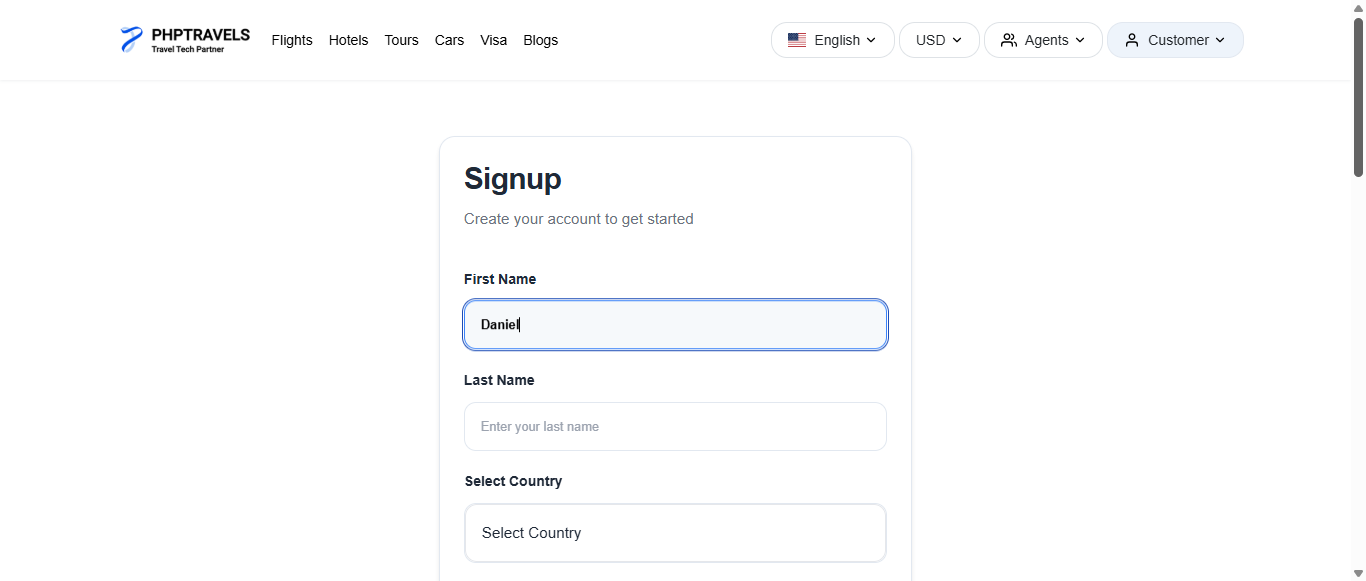 PHPTRAVELS
Travel Tech Partner
Flights Hotels Tours Cars Visa Blogs
English USD Agents Customer
Signup
Create your account to get started
First Name
Daniel
Last Name
Enter your last name
Select Country
Select Country